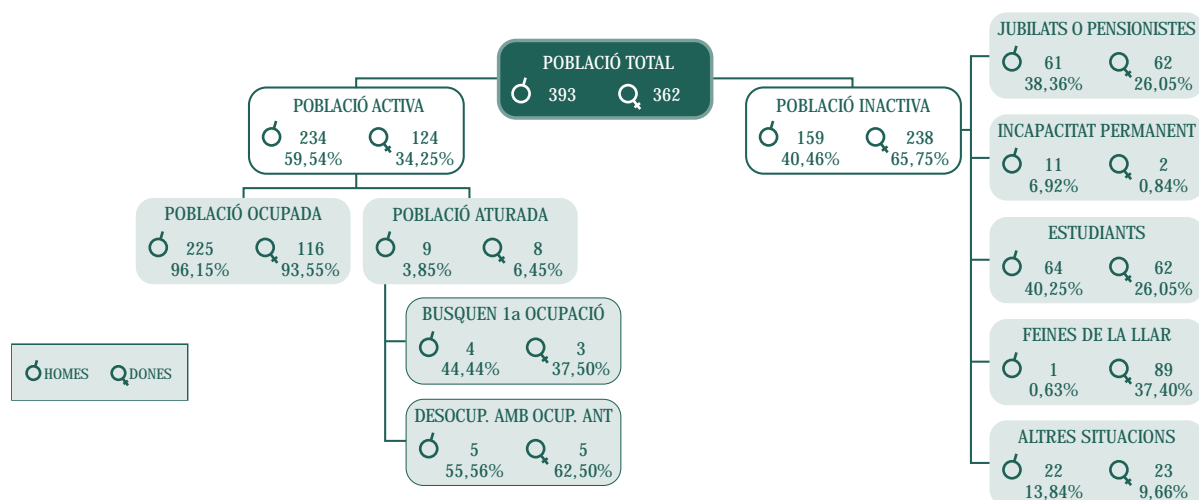 POBLACIÓ TOTAL
393 362
POBLACIÓ ACTIVA
234 124
59,54% 34,25%
POBLACIÓ OCUPADA
225 116
96,15% 93,55%
POBLACIÓ ATURADA
9 8
3,85% 6,45%
BUSQUEN 1a OCUPACIÓ
4 3
44,44% 37,50%
DESOCUP. AMB OCUP. ANT
5 5
55,56% 62,50%
POBLACIÓ INACTIVA
159 238
40,46% 65,75%
JUBILATS O PENSIONISTES
61 62
38,36% 26,05%
INCAPACITAT PERMANENT
11 2
6,92% 0,84%
ESTUDIANTS
64 62
40,25% 26,05%
FEINES DE LA LLAR
1 89
0,63% 37,40%
ALTRES SITUACIONS
22 23
13,84% 9,66%
HOMES DONES